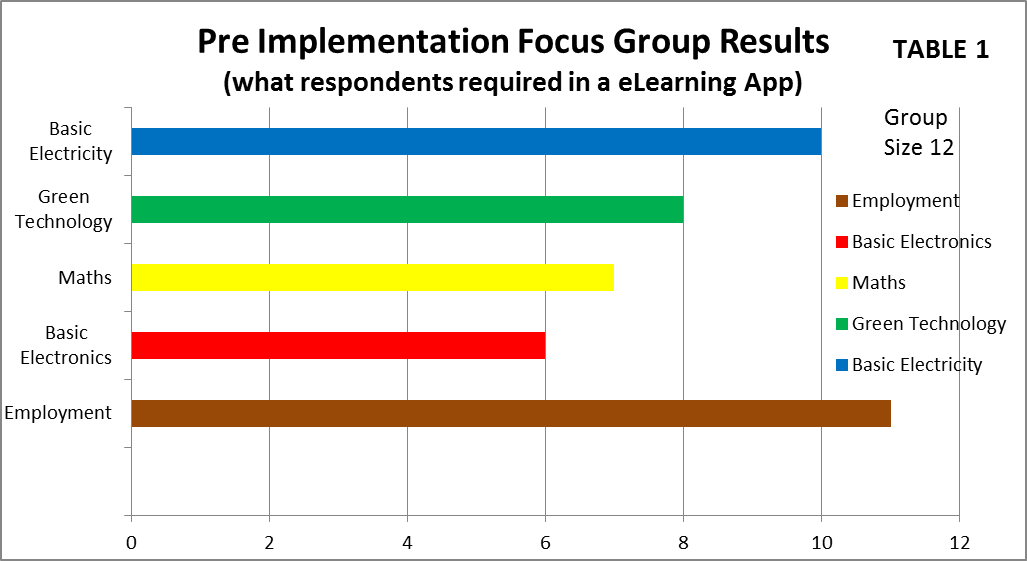 Pre Implementation Focus Group Results
TABLE 1
(what respondents required in a eLearning App)
Group
Size 12
Basic
Electricity
Green
Technology
Maths
Basic
Electronics
Employment
Employment
Basic Electronics
Maths
Green Technology
Basic Electricity
0 2 4 6 8 10 12